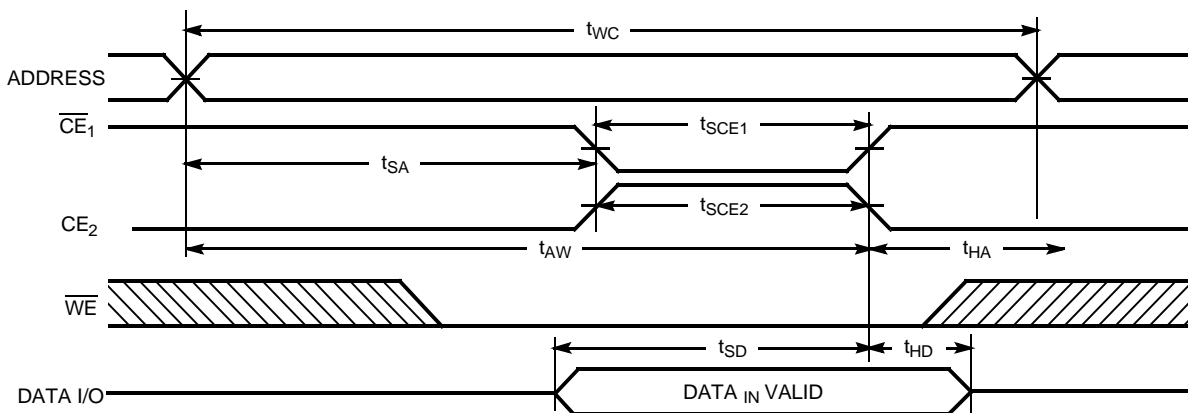 tWC
ADDRESS
CE1
tSCE1
tSA
CE2
tSCE2
tAW
tHA
WE
tSD
tHD
DATA I/O
DATA IN VALID